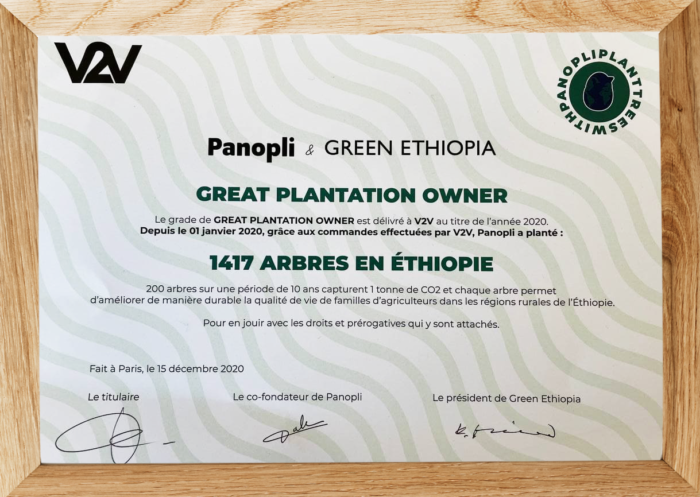 V2V
PANOPLIPLANTTREESWITH
Panopli & GREEN ETHIOPIA
GREAT PLANTATION OWNER
Le grade de GREAT PLANTATION OWNER est délivré à V2V au titre de l'année 2020.
Depuis le 01 janvier 2020, grâce aux commandes effectuées par V2V, Panopli a planté :
1417 ARBRES EN ÉTHIOPIE
200 arbres sur une période de 10 ans capturent 1 tonne de CO2 et chaque arbre permet
d'améliorer de manière durable la qualité de vie de familles d'agriculteurs dans les régions rurales de l'Éthiopie.
Pour en jouir avec les droits et prérogatives qui y sont attachés.
Fait à Paris, le 15 décembre 2020
Le titulaire Le co-fondateur de Panopli Le président de Green Ethiopia